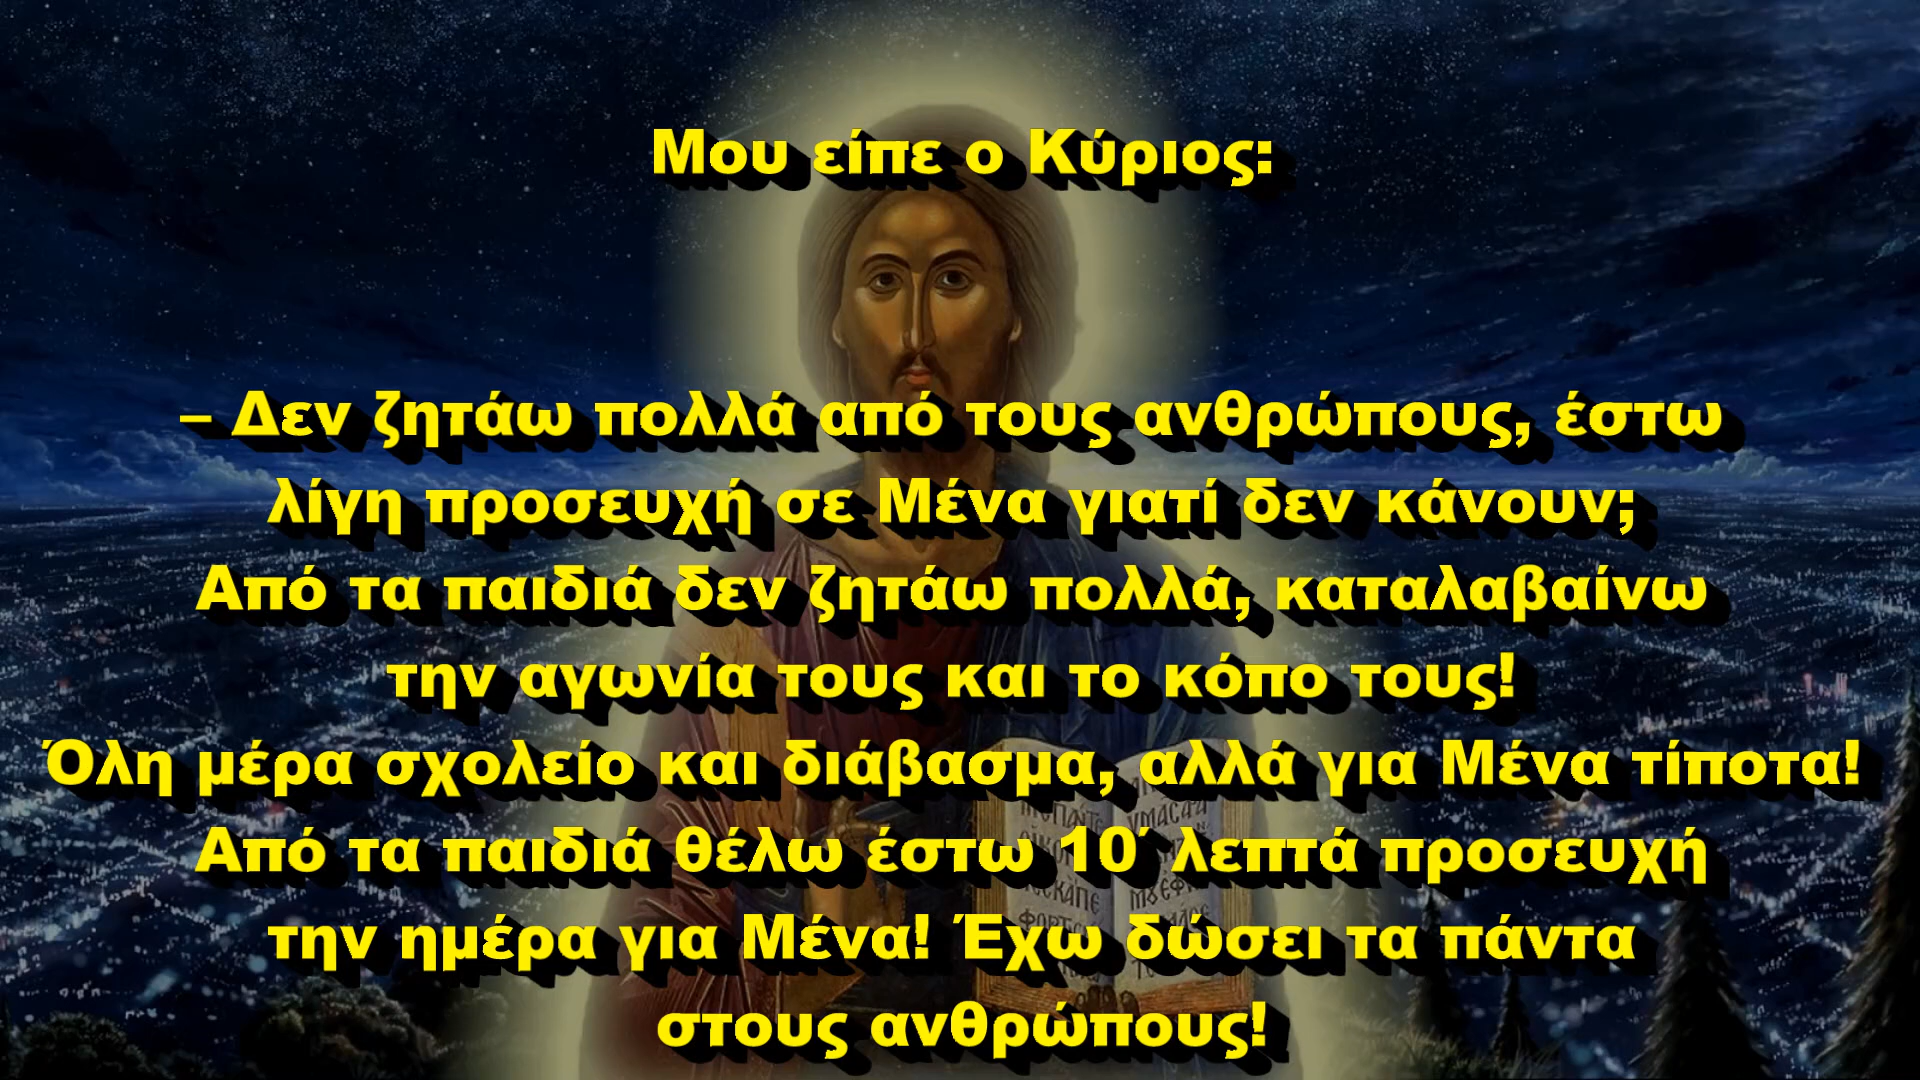 Μου είπε ο Κύριος:
– Δεν ζητάω πολλά από τους ανθρώπους, έστω
λίγη προσευχή σε Μένα γιατί δεν κάνουν;
Από τα παιδιά δεν ζητάω πολλά, καταλαβαίνω
την αγωνία τους και το κόπο τους!
Όλη μέρα σχολείο και διάβασμα, αλλά για Μένα τίποτα!
Από τα παιδιά θέλω έστω 10΄ λεπτά προσευχή
την ημέρα για Μένα! Έχω δώσει τα πάντα
στους ανθρώπους!